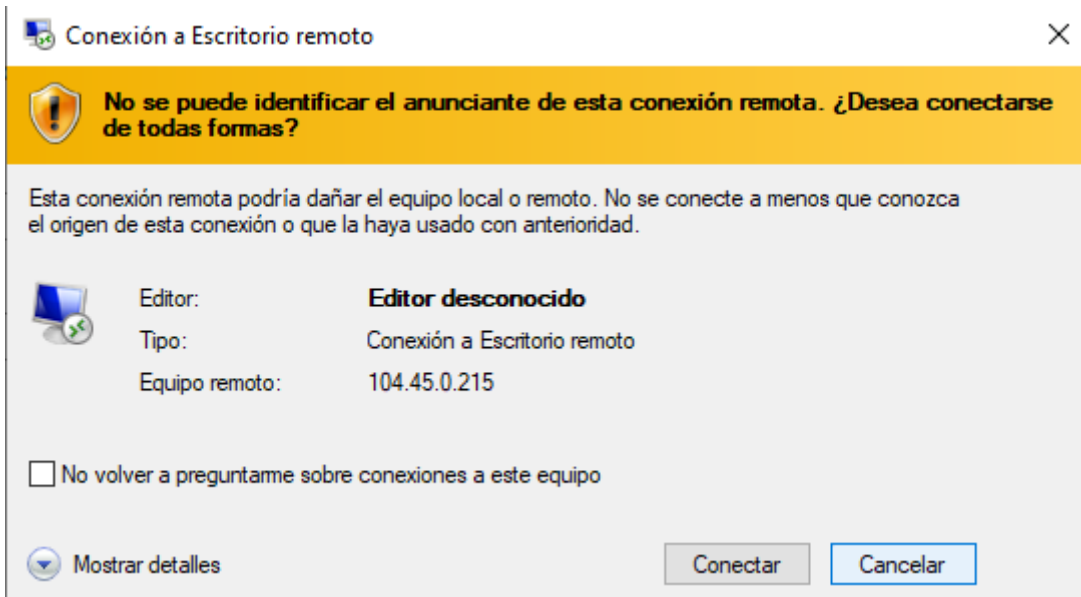 Conexión a Escritorio remoto
No se puede identificar el anunciante de esta conexión remota. ¿Desea conectarse
de todas formas?
Esta conexión remota podría dañar el equipo local o remoto. No se conecte a menos que conozca
el origen de esta conexión o que la haya usado con anterioridad.
Editor: Editor desconocido
Tipo: Conexión a Escritorio remoto
Equipo remoto: 104.45.0.215
No volver a preguntarme sobre conexiones a este equipo
Mostrar detalles Conectar Cancelar